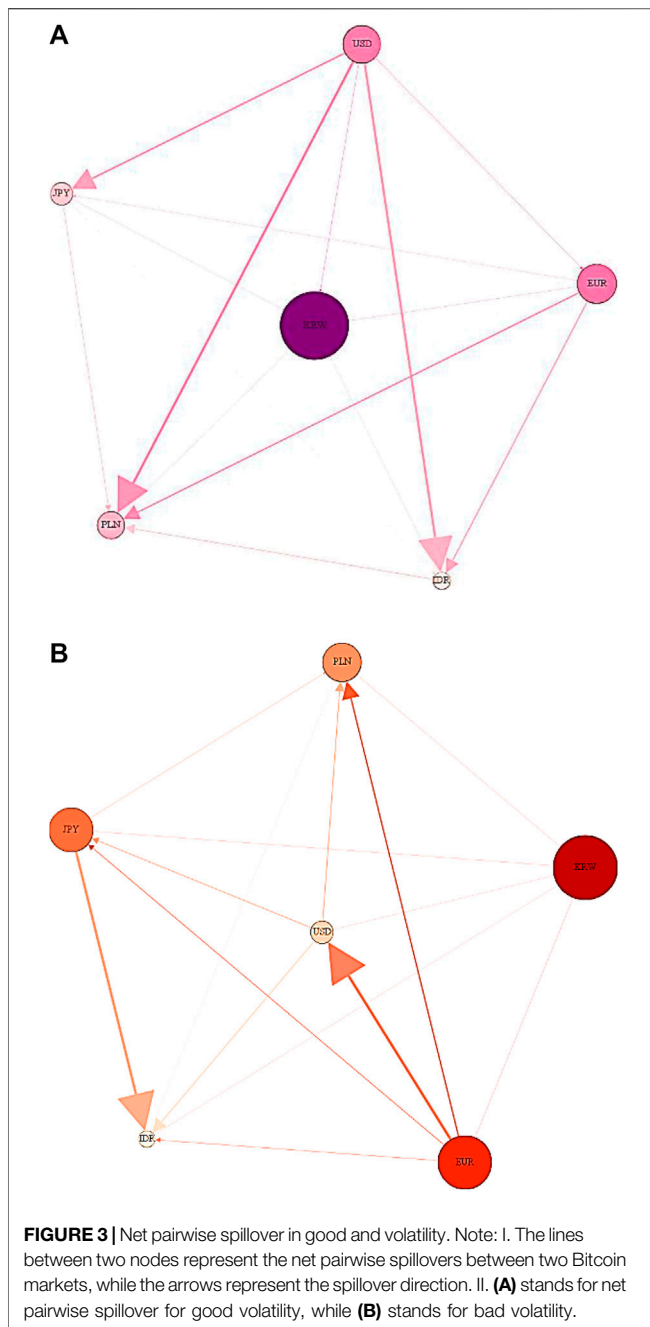 A
USD
JPY
EUR
KRW
PLN
IDR
B
PLN
JPY
KRW
USD
IDR
EUR
FIGURE 3 | Net pairwise spillover in good and volatility. Note: I. The lines
between two nodes represent the net pairwise spillovers between two Bitcoin
markets, while the arrows represent the spillover direction. II. (A) stands for net
pairwise spillover for good volatility, while (B) stands for bad volatility.